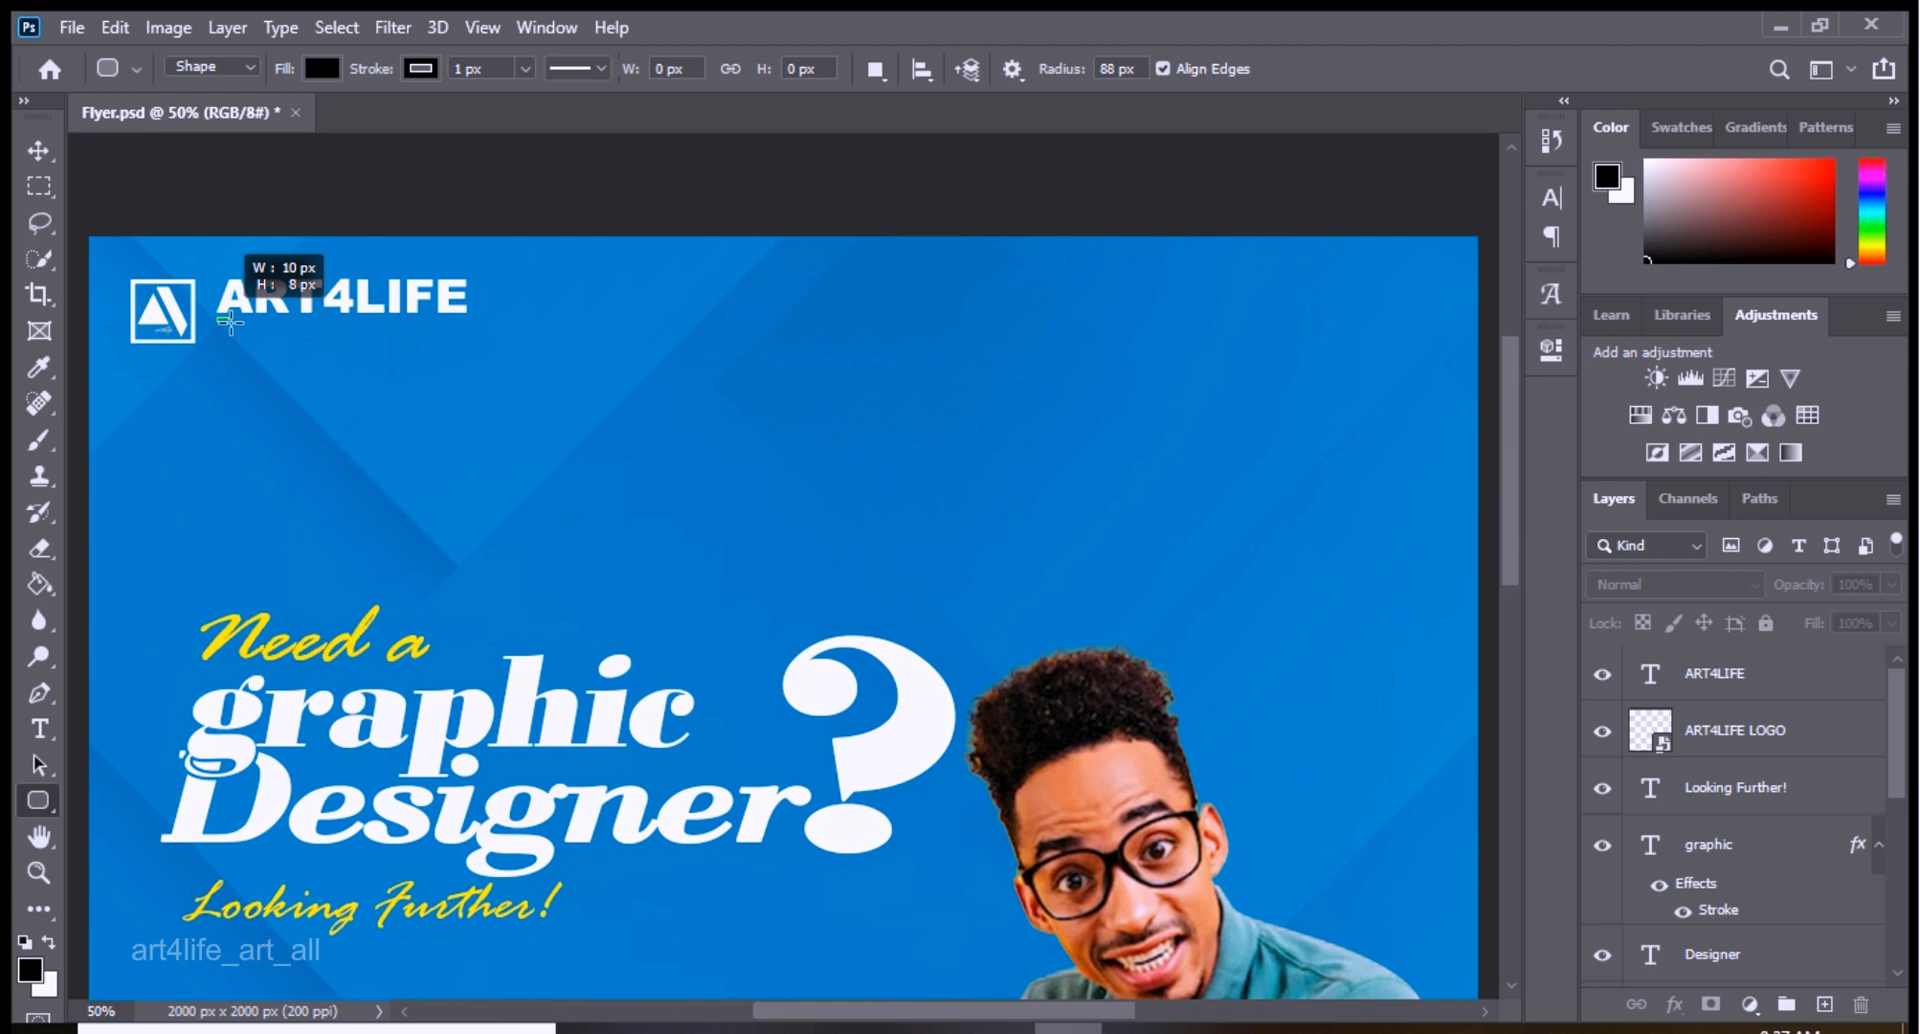 Ps File Edit Image Layer Type Select Filter 3D View Window Help
Shape Fill: Stroke: 1 px W: 0 px H: 0 px Radius: 88 px Align Edges
Flyer.psd @ 50% (RGB/8#) * ×
Color Swatches Gradients Patterns
W : 10 px
H : 8 px
ART4LIFE
Learn Libraries Adjustments
Add an adjustment
Layers Channels Paths
Kind
Normal Opacity: 100%
Lock: Fill: 100%
ART4LIFE
ART4LIFE LOGO
Looking Further!
graphic fx
Effects
Stroke
Designer
Need a
graphic
Designer?
Looking Further!
art4life_art_all
50% 2000 px x 2000 px (200 ppi)
fx